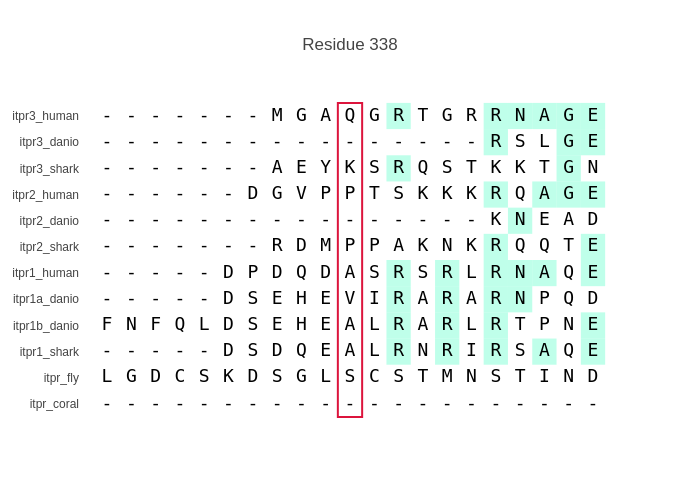 Residue 338
itpr3_human - - - - - - - M G A Q G R T G R R N A G E
itpr3_danio - - - - - - - - - - - - - - - - R S L G E
itpr3_shark - - - - - - - A E Y K S R Q S T K K T G N
itpr2_human - - - - - - D G V P P T S K K K R Q A G E
itpr2_danio - - - - - - - - - - - - - - - - K N E A D
itpr2_shark - - - - - - - R D M P P A K N K R Q Q T E
itpr1_human - - - - - D P D Q D A S R S R L R N A Q E
itpr1a_danio - - - - - D S E H E V I R A R A R N P Q D
itpr1b_danio F N F Q L D S E H E A L R A R L R T P N E
itpr1_shark - - - - - D S D Q E A L R N R I R S A Q E
itpr_fly L G D C S K D S G L S C S T M N S T I N D
itpr_coral - - - - - - - - - - - - - - - - - - - - -